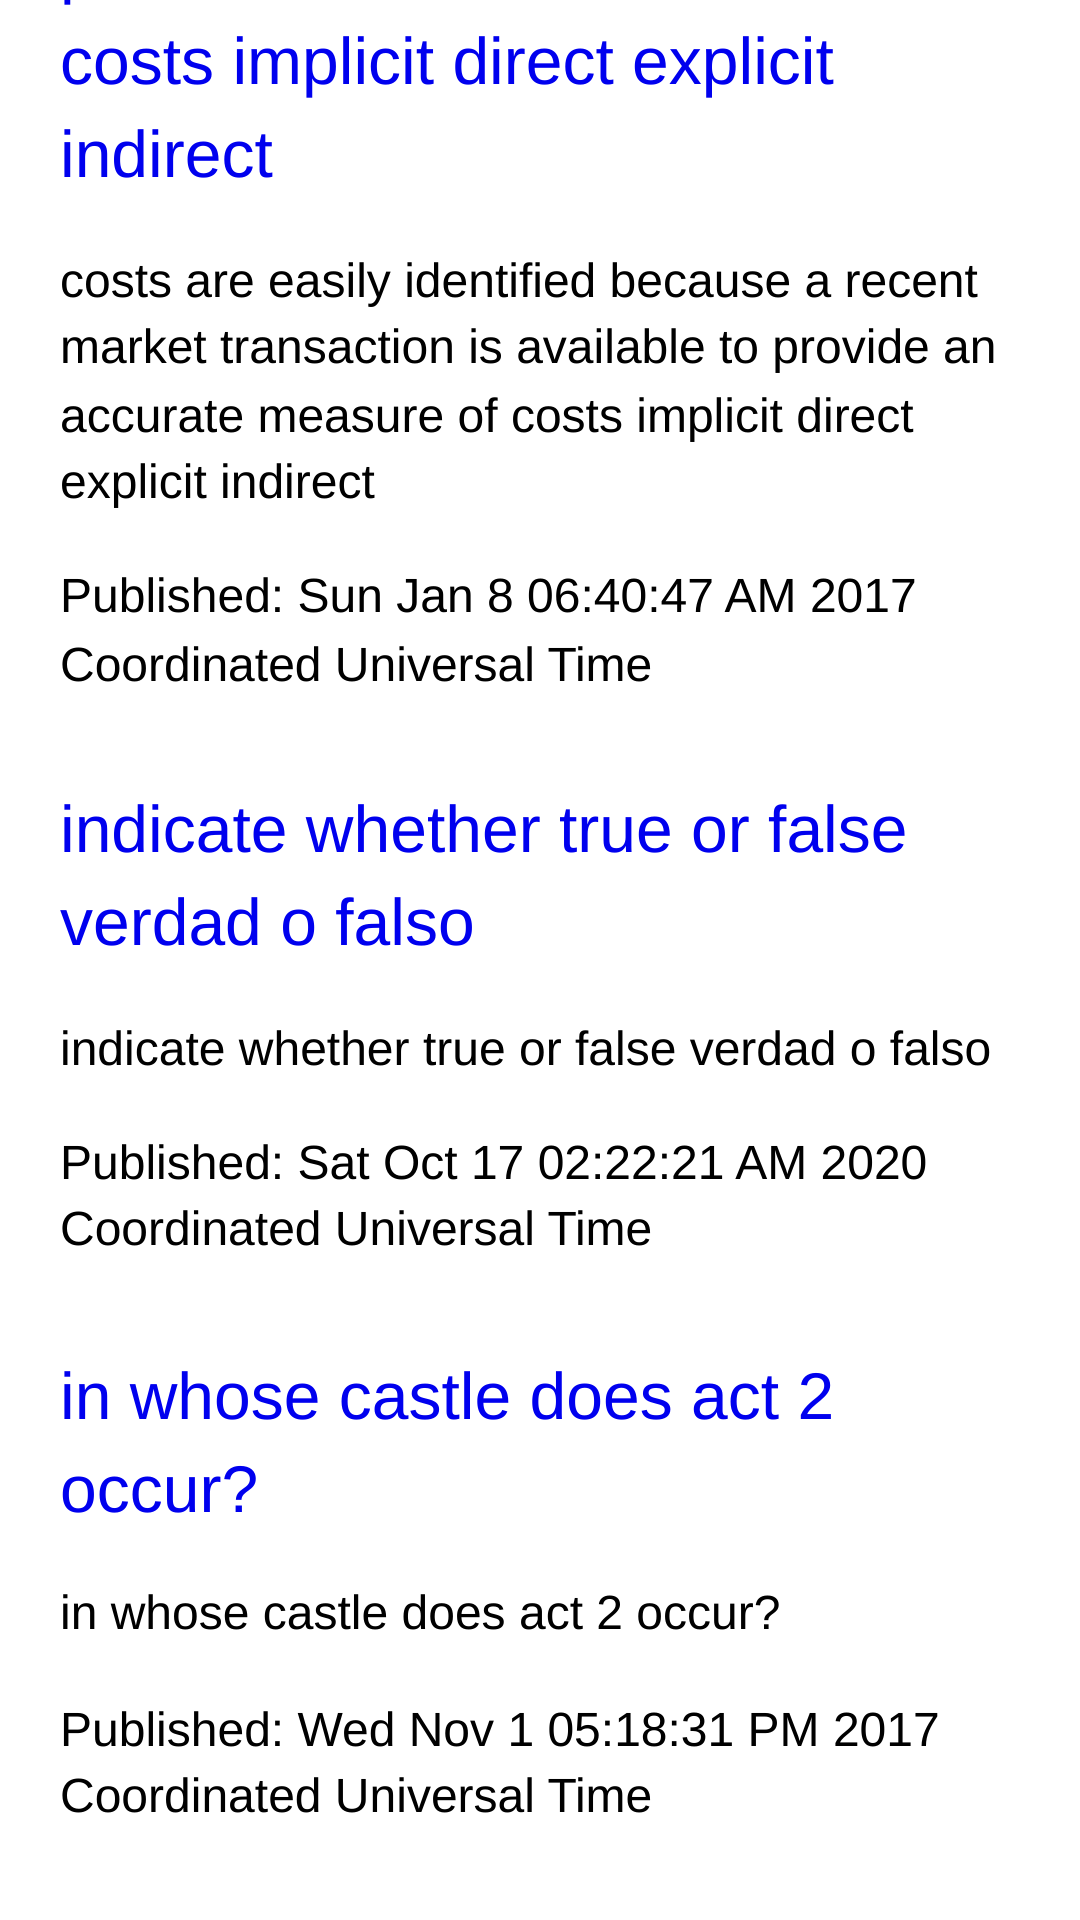 costs implicit direct explicit
indirect
costs are easily identified because a recent
market transaction is available to provide an
accurate measure of costs implicit direct
explicit indirect
Published: Sun Jan 8 06:40:47 AM 2017
Coordinated Universal Time
indicate whether true or false
verdad o falso
indicate whether true or false verdad o falso
Published: Sat Oct 17 02:22:21 AM 2020
Coordinated Universal Time
in whose castle does act 2
occur?
in whose castle does act 2 occur?
Published: Wed Nov 1 05:18:31 PM 2017
Coordinated Universal Time